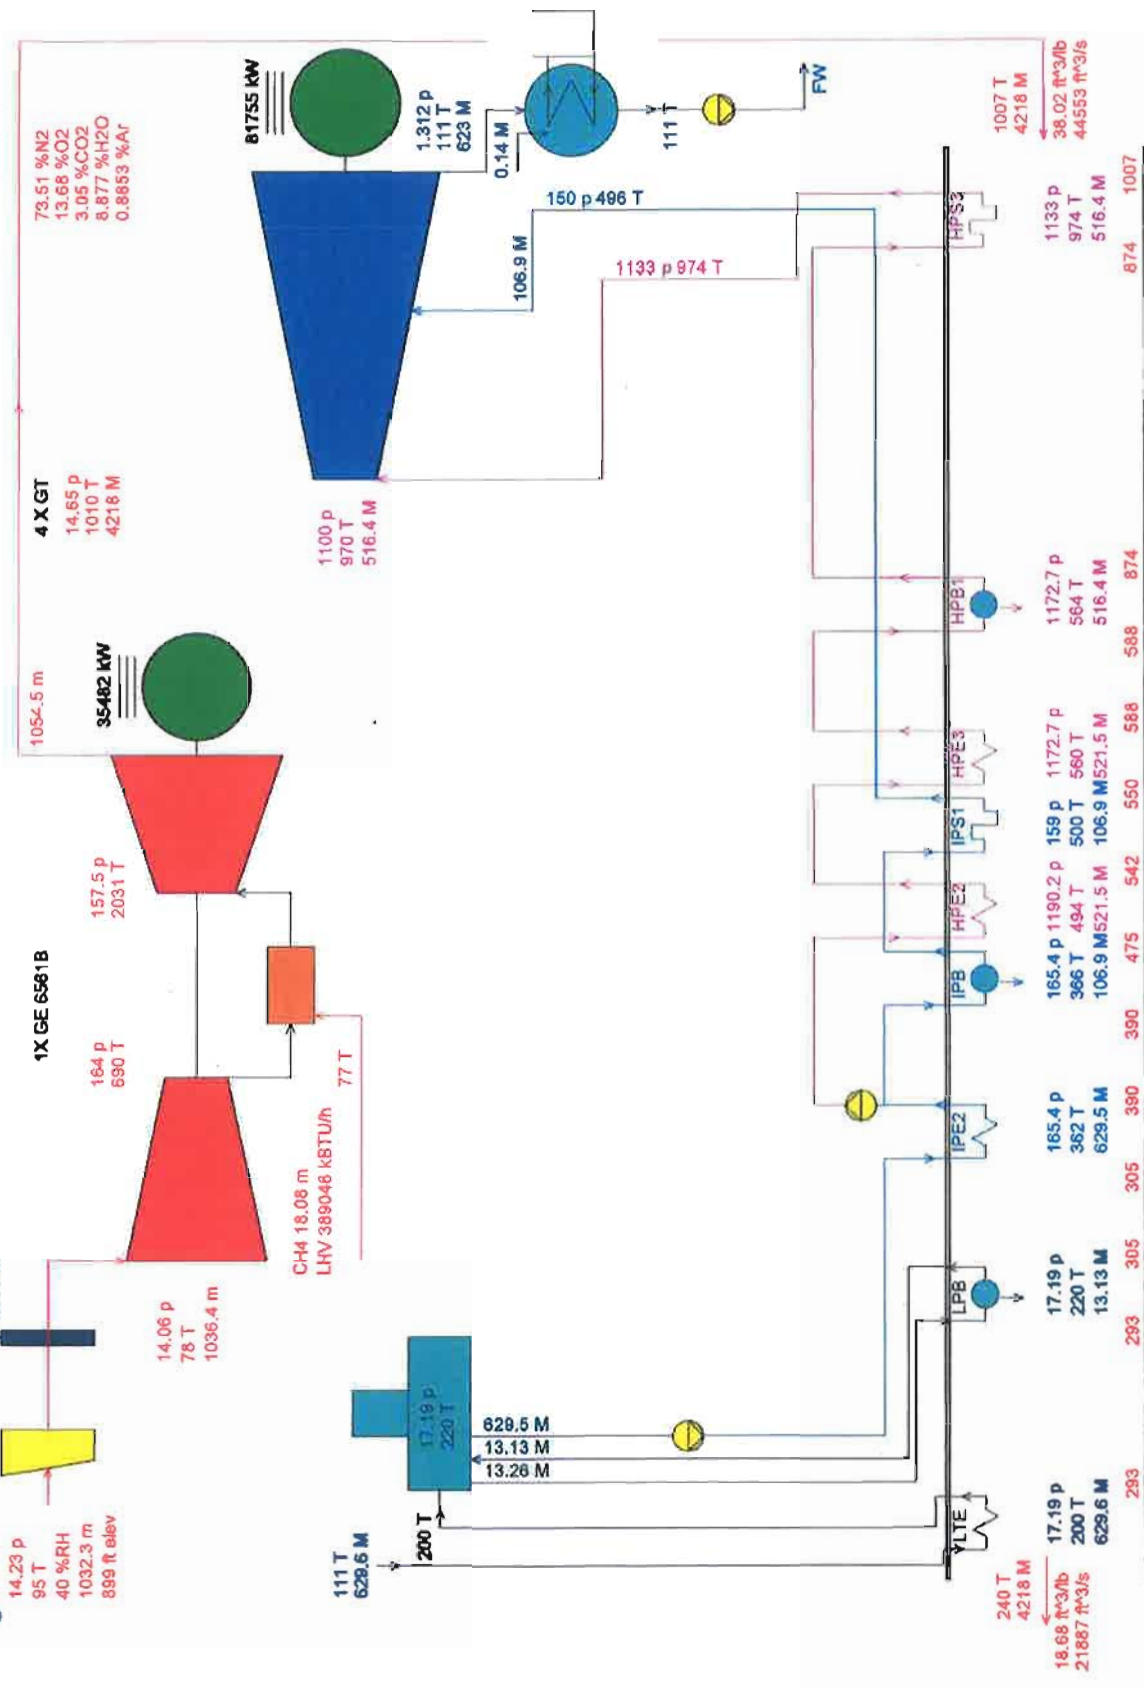 1X GE 6581B
4 X GT
14.23 p
95 T
40 %RH
1032.3 m
899 ft elev
14.06 p
78 T
1036.4 m
164 p
690 T
CH4 18.08 m
LHV 389046 kBTU/h
77 T
157.5 p
2031 T
35482 kW
1054.5 m
14.65 p
1010 T
4218 M
73.51 %N2
13.68 %O2
3.05 %CO2
8.877 %H2O
0.8853 %Ar
81755 kW
1100 p
970 T
516.4 M
106.9 M
150 p 496 T
1133 p 974 T
1.312 p
111 T
623 M
0.14 M
111 T
FW
111 T
629.6 M
200 T
17.19 p
220 T
629.5 M
13.13 M
13.26 M
LTE
LPB
IPE2
IPB
HPE2
IPS1
HPE3
HPB1
HPS3
240 T
4218 M
18.68 ft^3/lb
21887 ft^3/s
17.19 p
200 T
629.6 M
17.19 p
220 T
13.13 M
165.4 p
362 T
629.5 M
165.4 p
366 T
106.9 M
1190.2 p
494 T
521.5 M
159 p
500 T
106.9 M
1172.7 p
560 T
521.5 M
1172.7 p
564 T
516.4 M
1133 p
974 T
516.4 M
1007 T
4218 M
38.02 ft^3/lb
44553 ft^3/s
293 293 305 305 390 390 475 542 550 588 588 874 874 1007